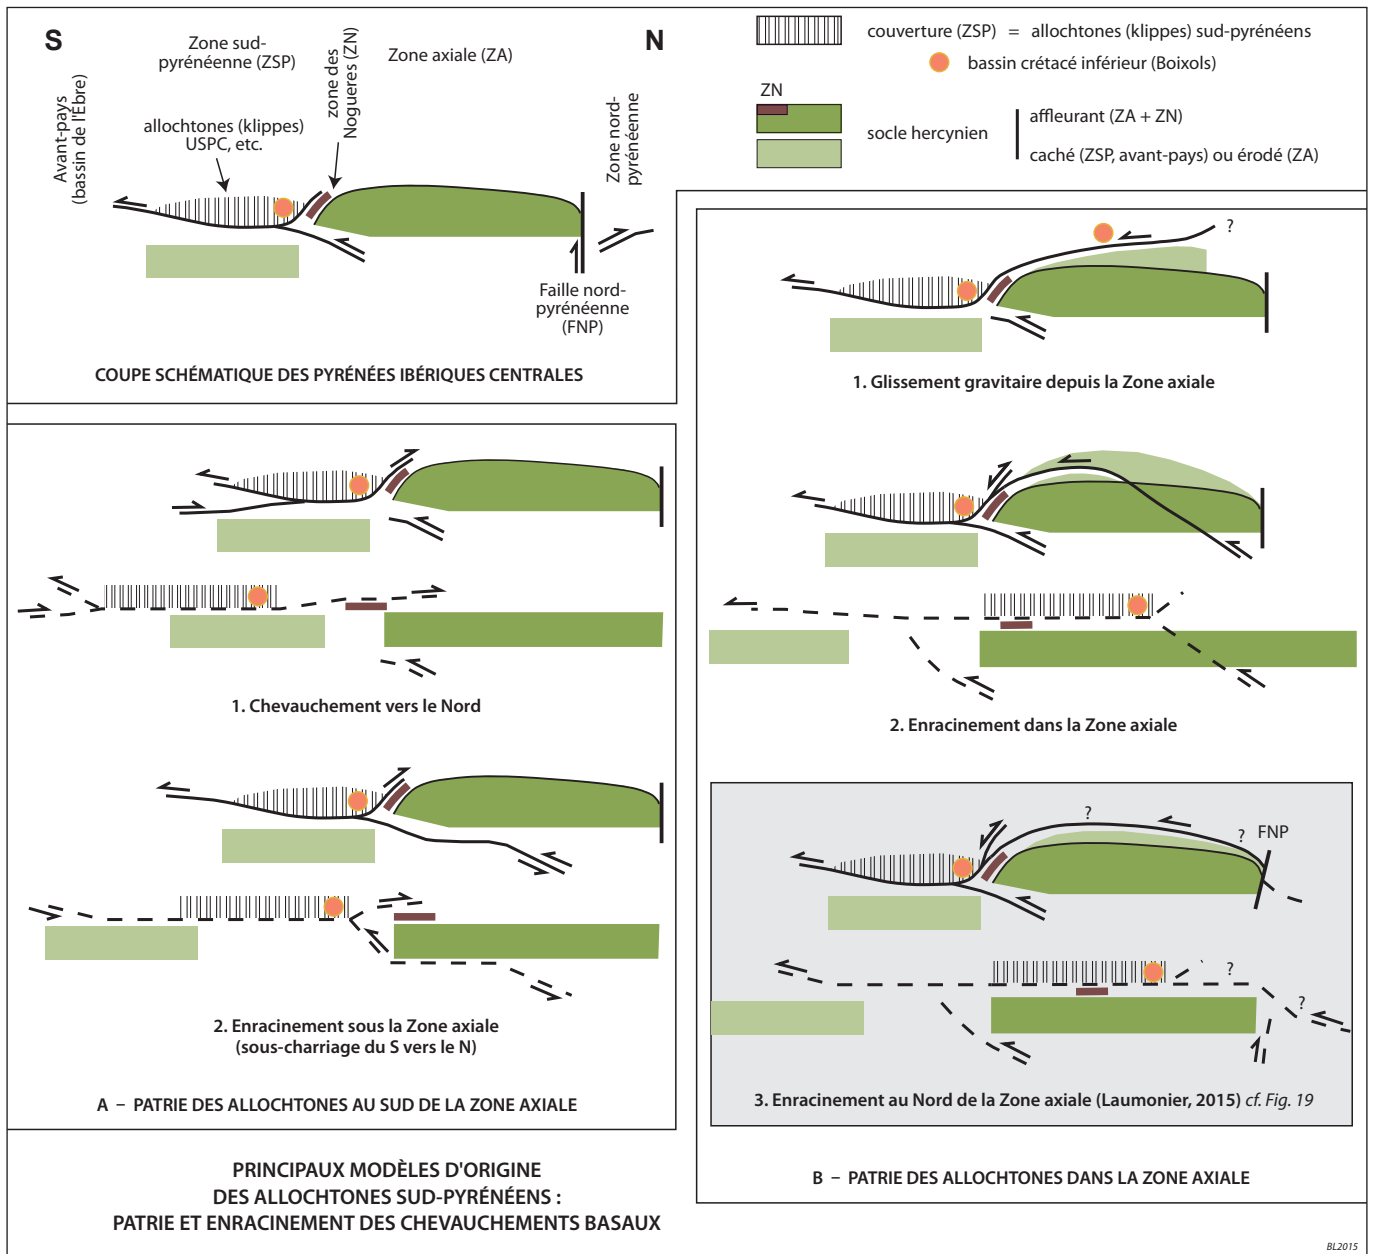 S
Zone sud-
pyrénéenne (ZSP)
zone des
Nogueres (ZN)
Zone axiale (ZA)
N
Avant-pays
(bassin de l'Èbre)
allochtones (klippes)
USPC, etc.
Zone nord-
pyrénéenne
Faille nord-
pyrénéenne
(FNP)
COUPE SCHÉMATIQUE DES PYRÉNÉES IBÉRIQUES CENTRALES
couverture (ZSP) = allochtones (klippes) sud-pyrénéens
bassin crétacé inférieur (Boixols)
ZN
socle hercynien
affleurant (ZA + ZN)
caché (ZSP, avant-pays) ou érodé (ZA)
1. Chevauchement vers le Nord
2. Enracinement sous la Zone axiale
(sous-charriage du S vers le N)
A – PATRIE DES ALLOCHTONES AU SUD DE LA ZONE AXIALE
?
1. Glissement gravitaire depuis la Zone axiale
2. Enracinement dans la Zone axiale
?
?
FNP
?
?
3. Enracinement au Nord de la Zone axiale (Laumonier, 2015) cf. Fig. 19
B – PATRIE DES ALLOCHTONES DANS LA ZONE AXIALE
PRINCIPAUX MODÈLES D'ORIGINE
DES ALLOCHTONES SUD-PYRÉNÉENS :
PATRIE ET ENRACINEMENT DES CHEVAUCHEMENTS BASAUX
BL2015